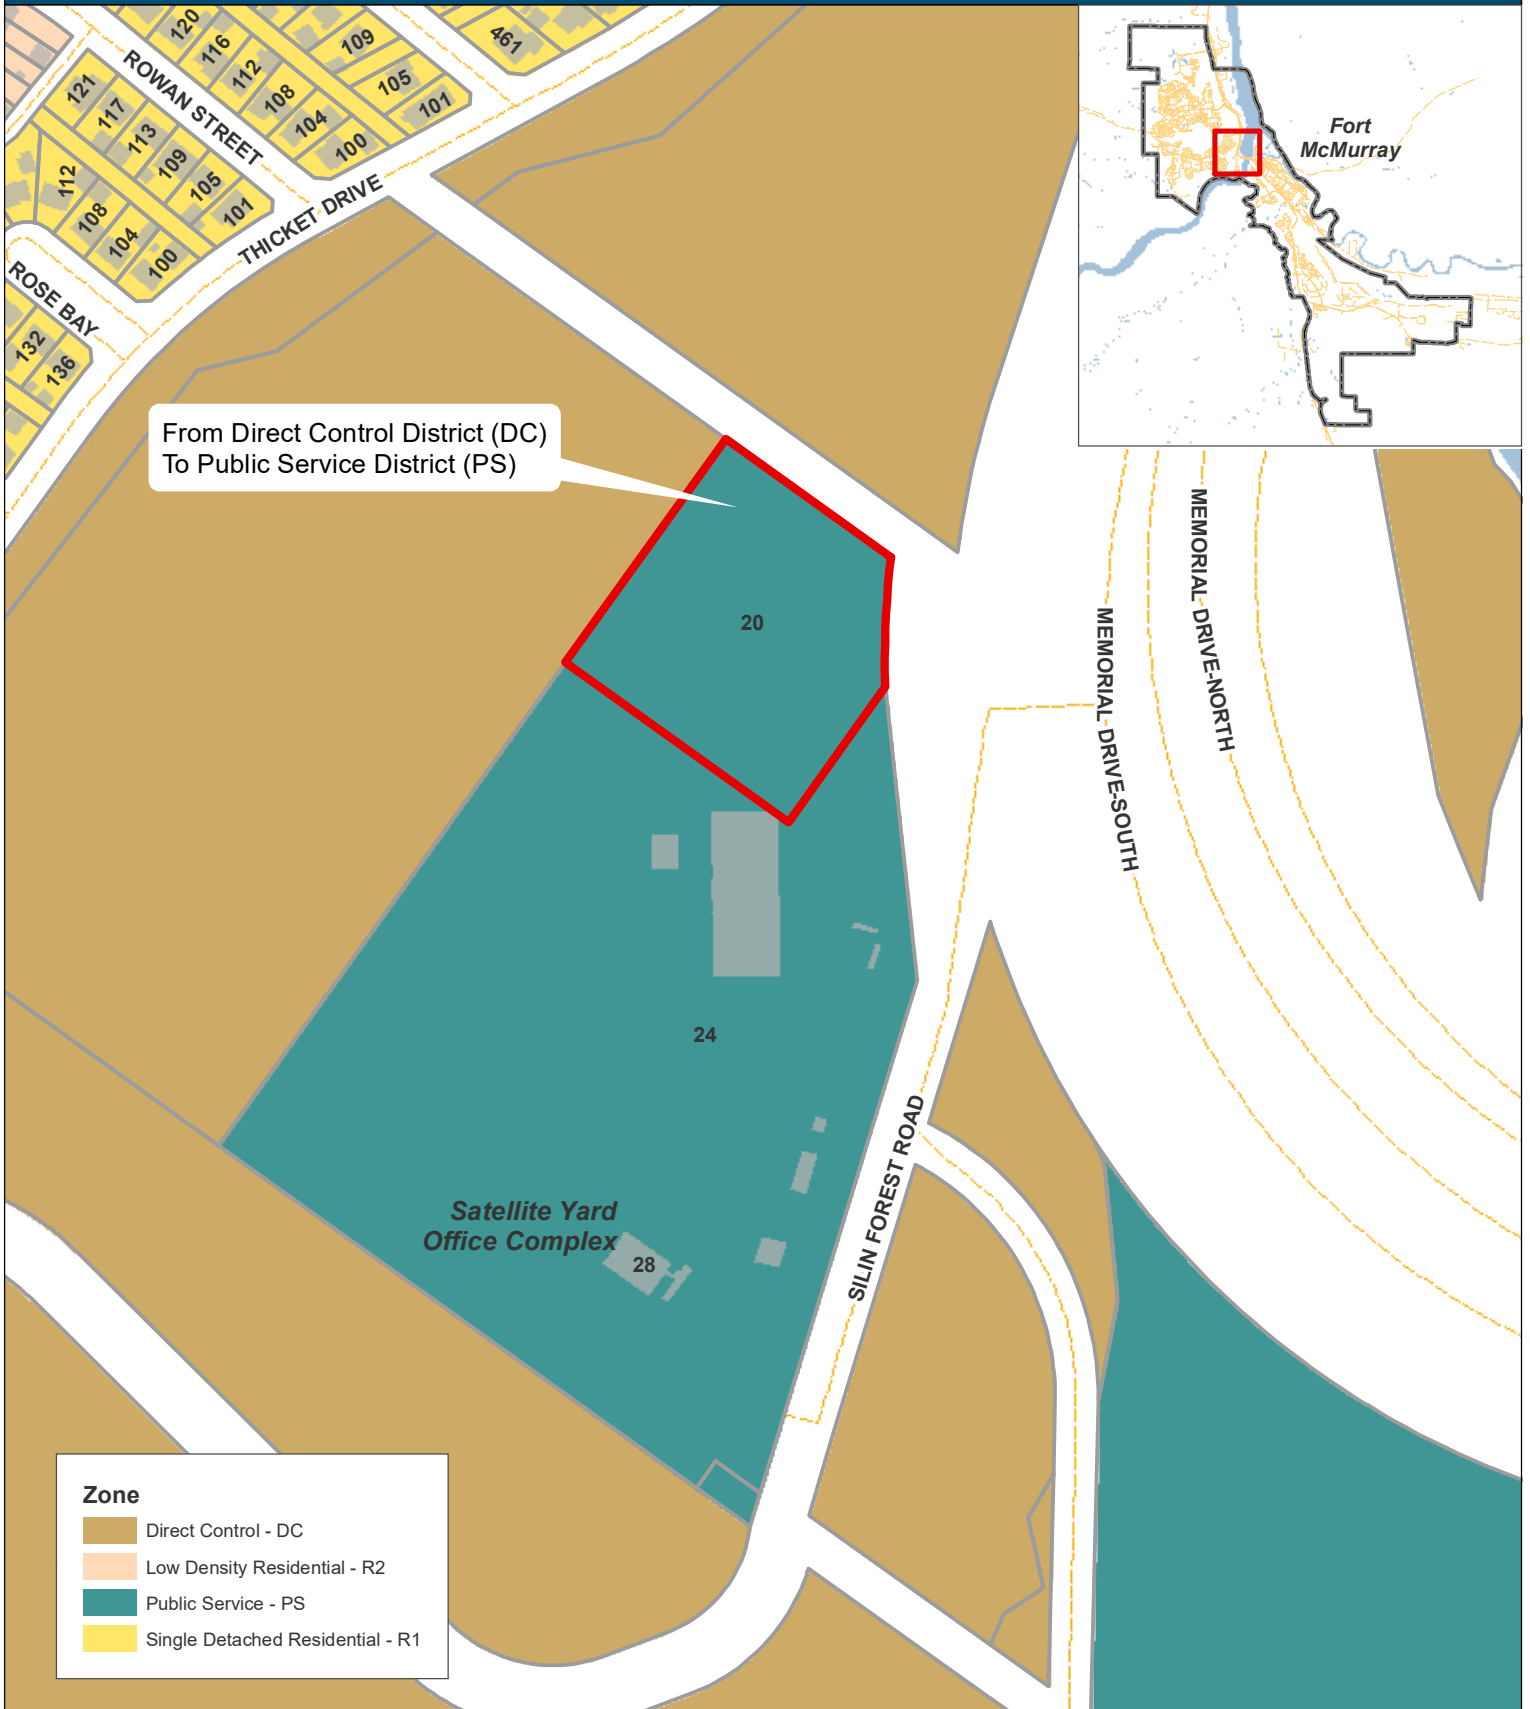 120
116
112
108
104
100
109
105
101
461
ROWAN STREET
121
117
113
109
105
101
112
108
104
100
THICKET DRIVE
ROSE BAY
132
136
Fort
McMurray
From Direct Control District (DC)
To Public Service District (PS)
20
MEMORIAL DRIVE-NORTH
MEMORIAL DRIVE-SOUTH
24
SILIN FOREST ROAD
Satellite Yard
Office Complex
28
Zone
Direct Control - DC
Low Density Residential - R2
Public Service - PS
Single Detached Residential - R1